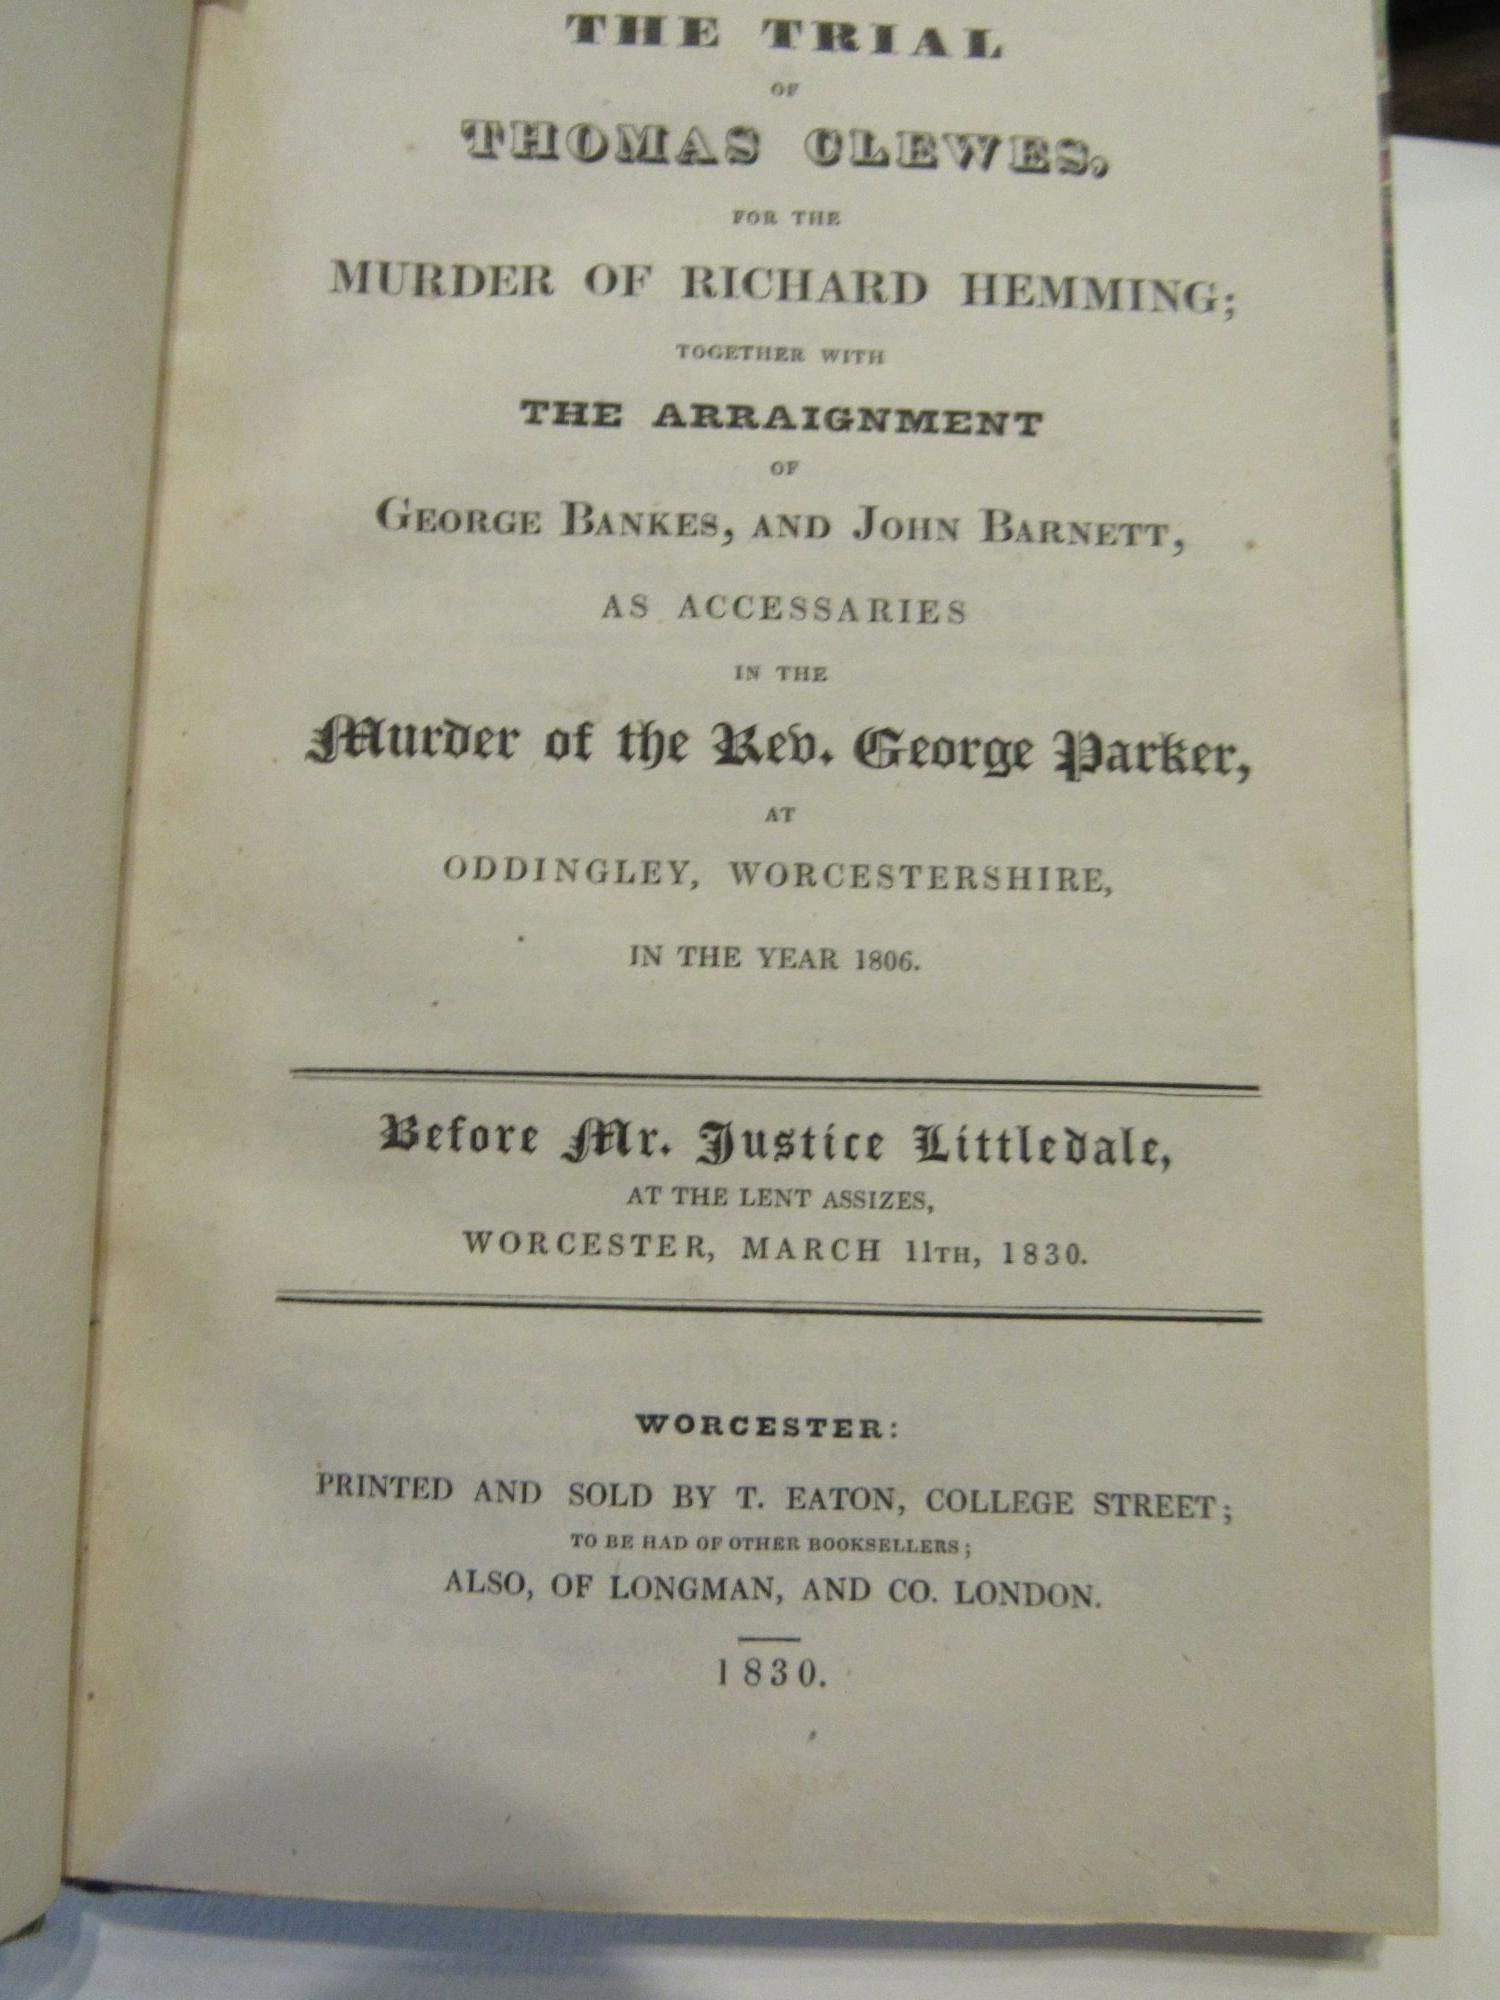 THE TRIAL
OF
THOMAS CLEWES,
FOR THE
MURDER OF RICHARD HEMMING;
TOGETHER WITH
THE ARRAIGNMENT
OF
GEORGE BANKES, AND JOHN BARNETT,
AS ACCESSARIES
IN THE
Murder of the Rev. George Parker,
AT
ODDINGLEY, WORCESTERSHIRE,
IN THE YEAR 1806.
Before Mr. Justice Littledale,
AT THE LENT ASSIZES,
WORCESTER, MARCH 11TH, 1830.
WORCESTER:
PRINTED AND SOLD BY T. EATON, COLLEGE STREET;
TO BE HAD OF OTHER BOOKSELLERS;
ALSO, OF LONGMAN, AND CO. LONDON.
1830.